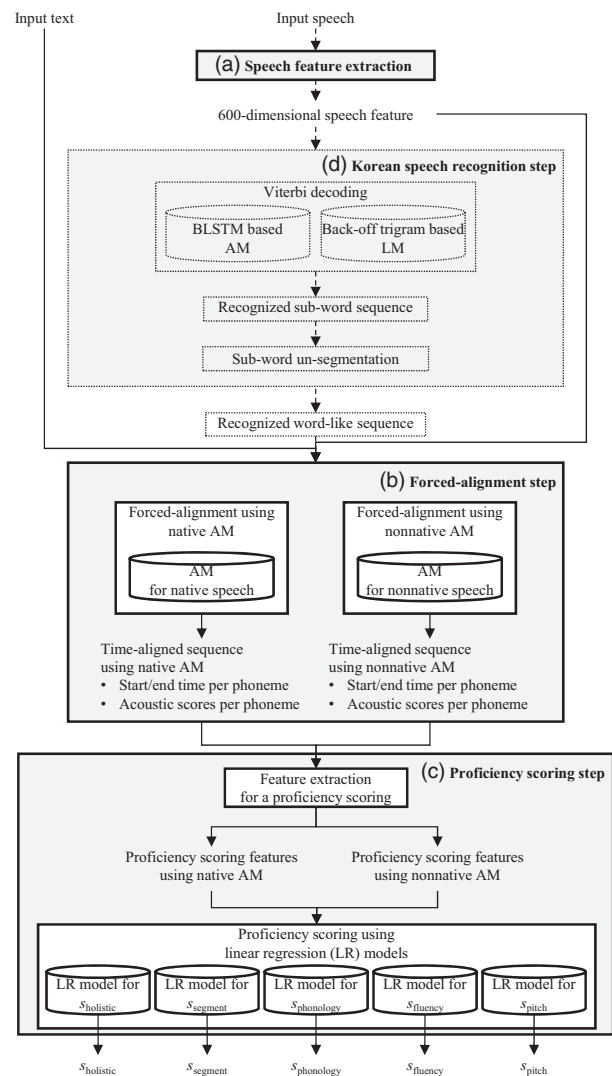 Input text
Input speech
(a) Speech feature extraction
600-dimensional speech feature
(d) Korean speech recognition step
Viterbi decoding
BLSTM based
AM
Back-off trigram based
LM
Recognized sub-word sequence
Sub-word un-segmentation
Recognized word-like sequence
(b) Forced-alignment step
Forced-alignment using
native AM
AM
for native speech
Forced-alignment using
nonnative AM
AM
for nonnative speech
Time-aligned sequence
using native AM
• Start/end time per phoneme
• Acoustic scores per phoneme
Time-aligned sequence
using nonnative AM
• Start/end time per phoneme
• Acoustic scores per phoneme
(c) Proficiency scoring step
Feature extraction
for a proficiency scoring
Proficiency scoring features
using native AM
Proficiency scoring features
using nonnative AM
Proficiency scoring using
linear regression (LR) models
LR model for
sholistic
LR model for
ssegment
LR model for
sphonology
LR model for
sfluency
LR model for
spitch
sholistic
ssegment
sphonology
sfluency
spitch